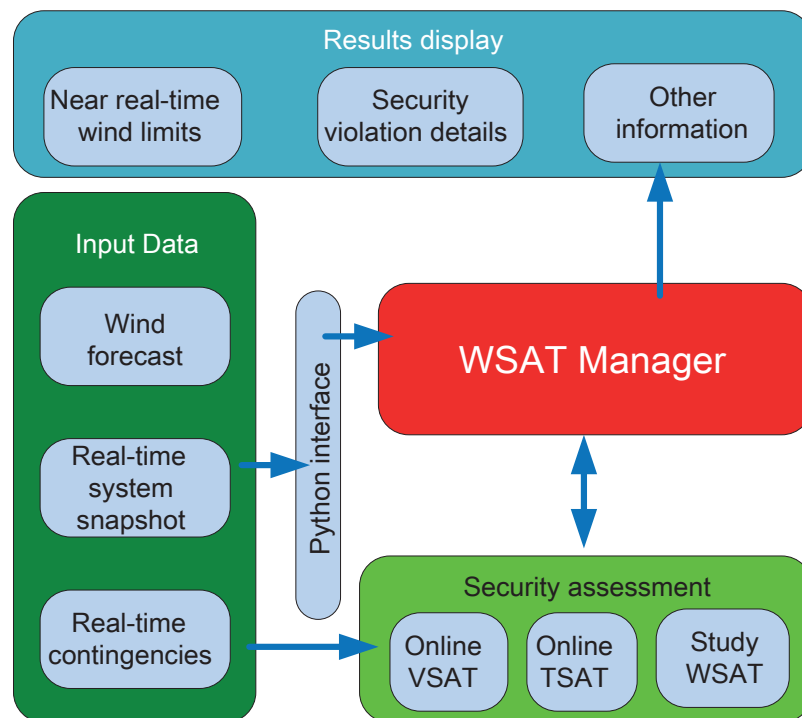 Results display
Near real-time
wind limits
Security
violation details
Other
information
Input Data
Wind
forecast
Real-time
system
snapshot
Real-time
contingencies
Python interface
WSAT Manager
Security assessment
Online
VSAT
Online
TSAT
Study
WSAT